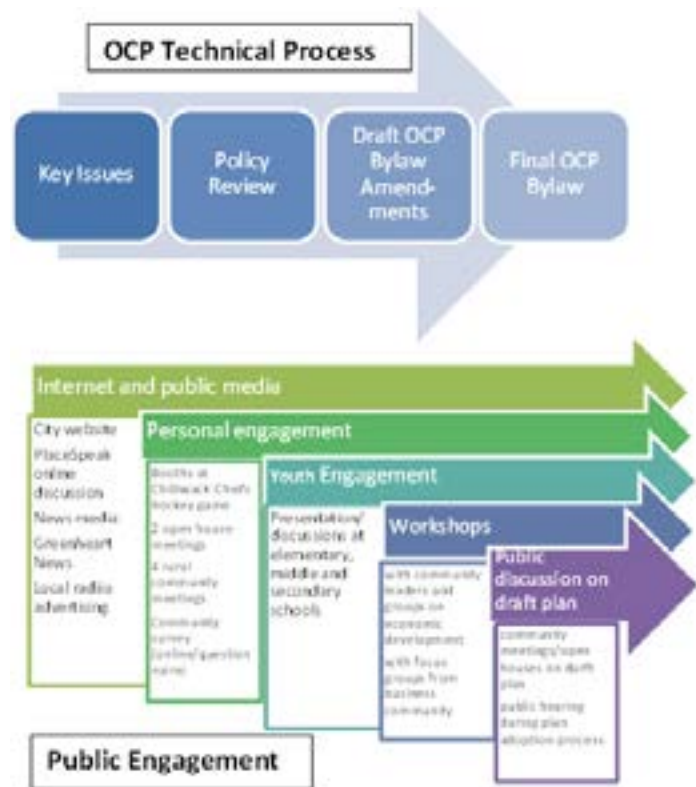 OCP Technical Process
Key Issues
Policy
Review
Draft OCP
Bylaw
Amend-
ments
Final OCP
Bylaw
Internet and public media
City website
PlaceSpeak
online
discussion
News media
Greenheart
News
Local radio
advertising
Personal engagement
Booths at
Chilliwack Chiefs
hockey game
2 open house
meetings
4 rural
community
meetings
Community
survey
(online/question
Youth Engagement
Presentation/
discussions at
elementary,
middle and
secondary
schools
Workshops
with community
leaders and
groups on
economic
development
with focus
groups from
business
community
Public
discussion on
draft plan
community
meetings/open
houses on draft
plan
public hearing
during plan
adoption process
Public Engagement